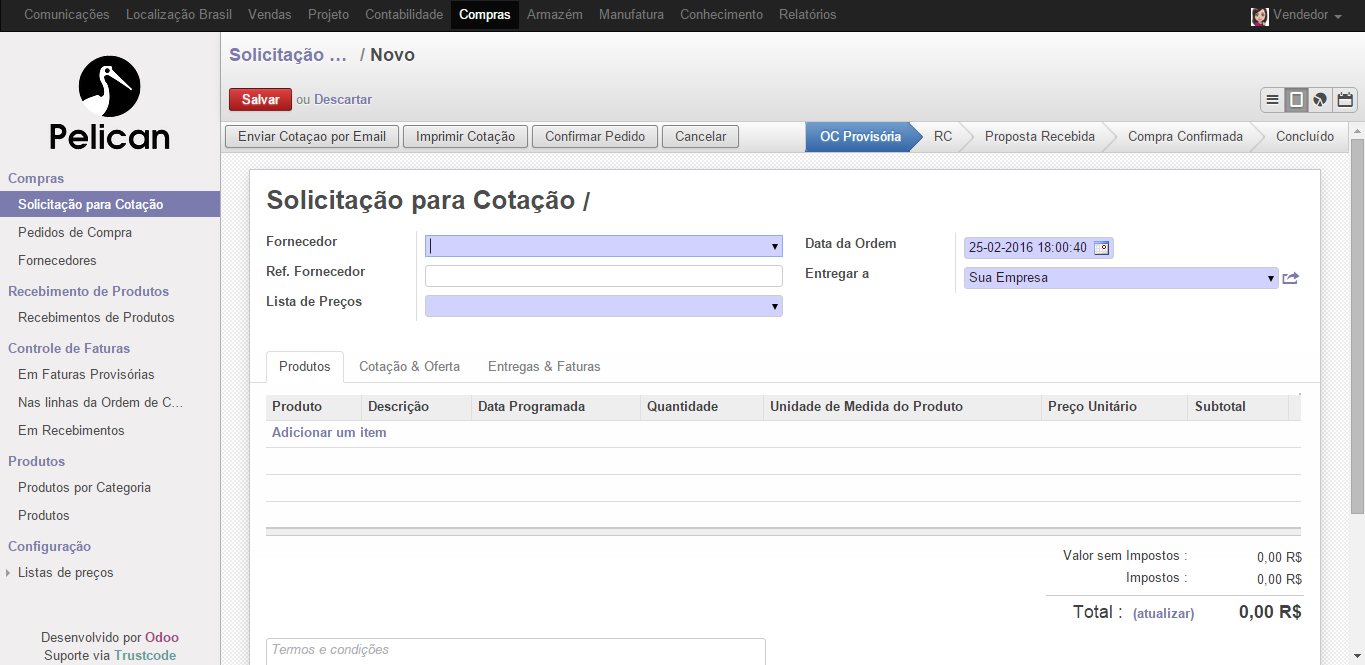 Comunicações Localização Brasil Vendas Projeto Contabilidade Compras Armazém Manufatura Conhecimento Relatórios Vendedor
Pelican
Compras
Solicitação para Cotação
Pedidos de Compra
Fornecedores
Recebimento de Produtos
Recebimentos de Produtos
Controle de Faturas
Em Faturas Provisórias
Nas linhas da Ordem de C...
Em Recebimentos
Produtos
Produtos por Categoria
Produtos
Configuração
Listas de preços
Desenvolvido por Odoo
Suporte via Trustcode
Solicitação ... / Novo
Salvar ou Descartar
Enviar Cotaçao por Email Imprimir Cotação Confirmar Pedido Cancelar OC Provisória RC Proposta Recebida Compra Confirmada Concluído
Solicitação para Cotação /
Fornecedor
Ref. Fornecedor
Lista de Preços
Data da Ordem 25-02-2016 18:00:40
Entregar a Sua Empresa
Produtos Cotação & Oferta Entregas & Faturas
Produto Descrição Data Programada Quantidade Unidade de Medida do Produto Preço Unitário Subtotal
Adicionar um item
Valor sem Impostos : 0,00 R$
Impostos : 0,00 R$
Total : (atualizar) 0,00 R$
Termos e condições